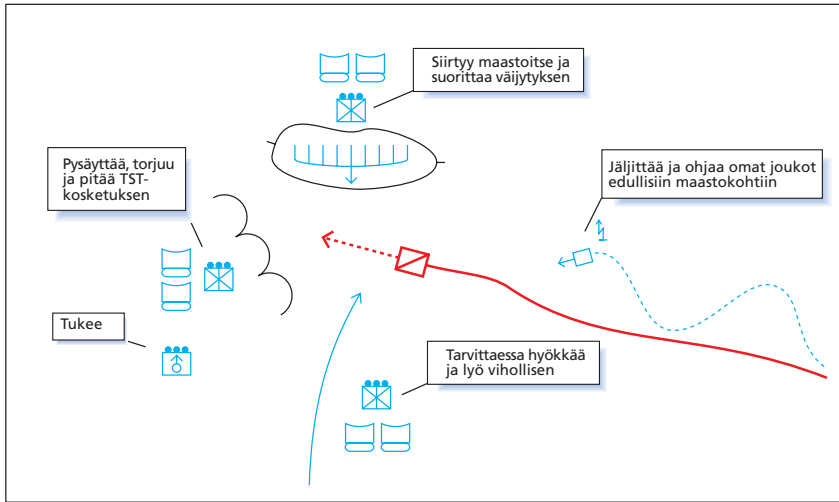 Siirtyy maastoitse ja
suorittaa väijytyksen
Pysäyttää, torjuu
ja pitää TST-
kosketuksen
Jäljittää ja ohjaa omat joukot
edullisiin maastokohtiin
Tukee
Tarvittaessa hyökkää
ja lyö vihollisen